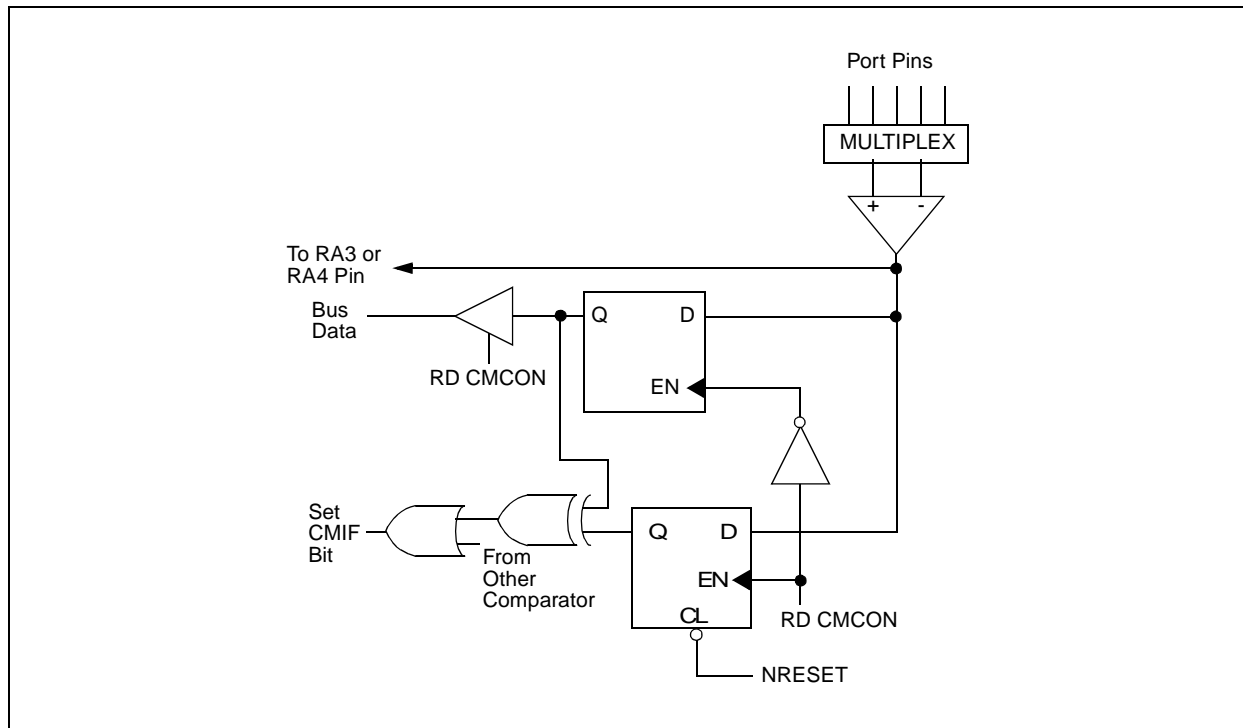 Port Pins
MULTIPLEX
+ -
To RA3 or
RA4 Pin
Bus
Data
RD CMCON
Q D
EN
Set
CMIF
Bit
From
Other
Comparator
Q D
EN
CL
RD CMCON
NRESET